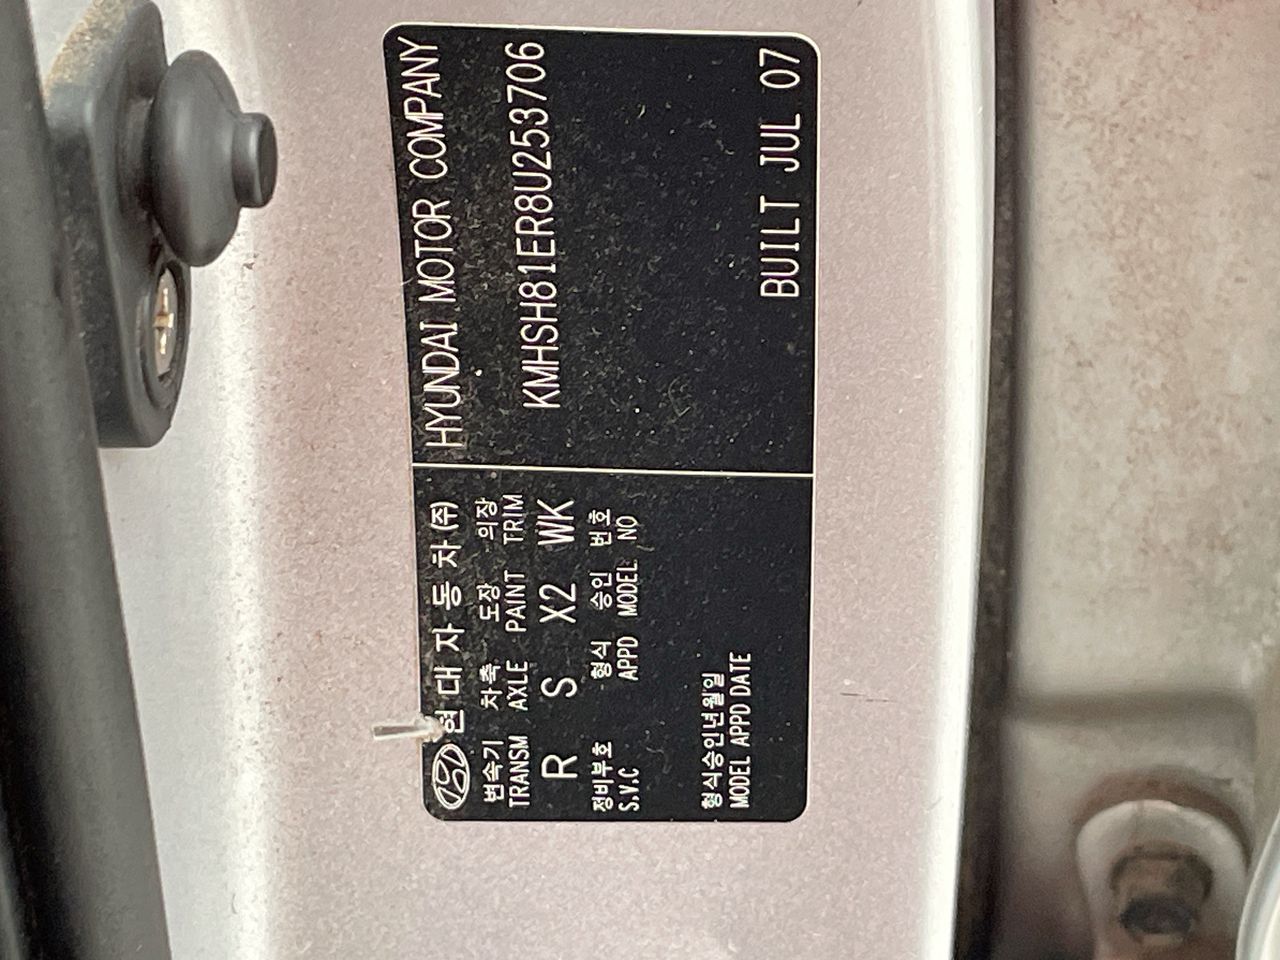 현대자동차(주)
변속기 차축 도장 의장
TRANSM AXLE PAINT TRIM
R S X2 WK
정비부호 형식 승인 번호
S.V.C APPD MODEL NO
형식승인년월일
MODEL APPD DATE
HYUNDAI MOTOR COMPANY
KMHSH81ER8U253706
BUILT JUL 07